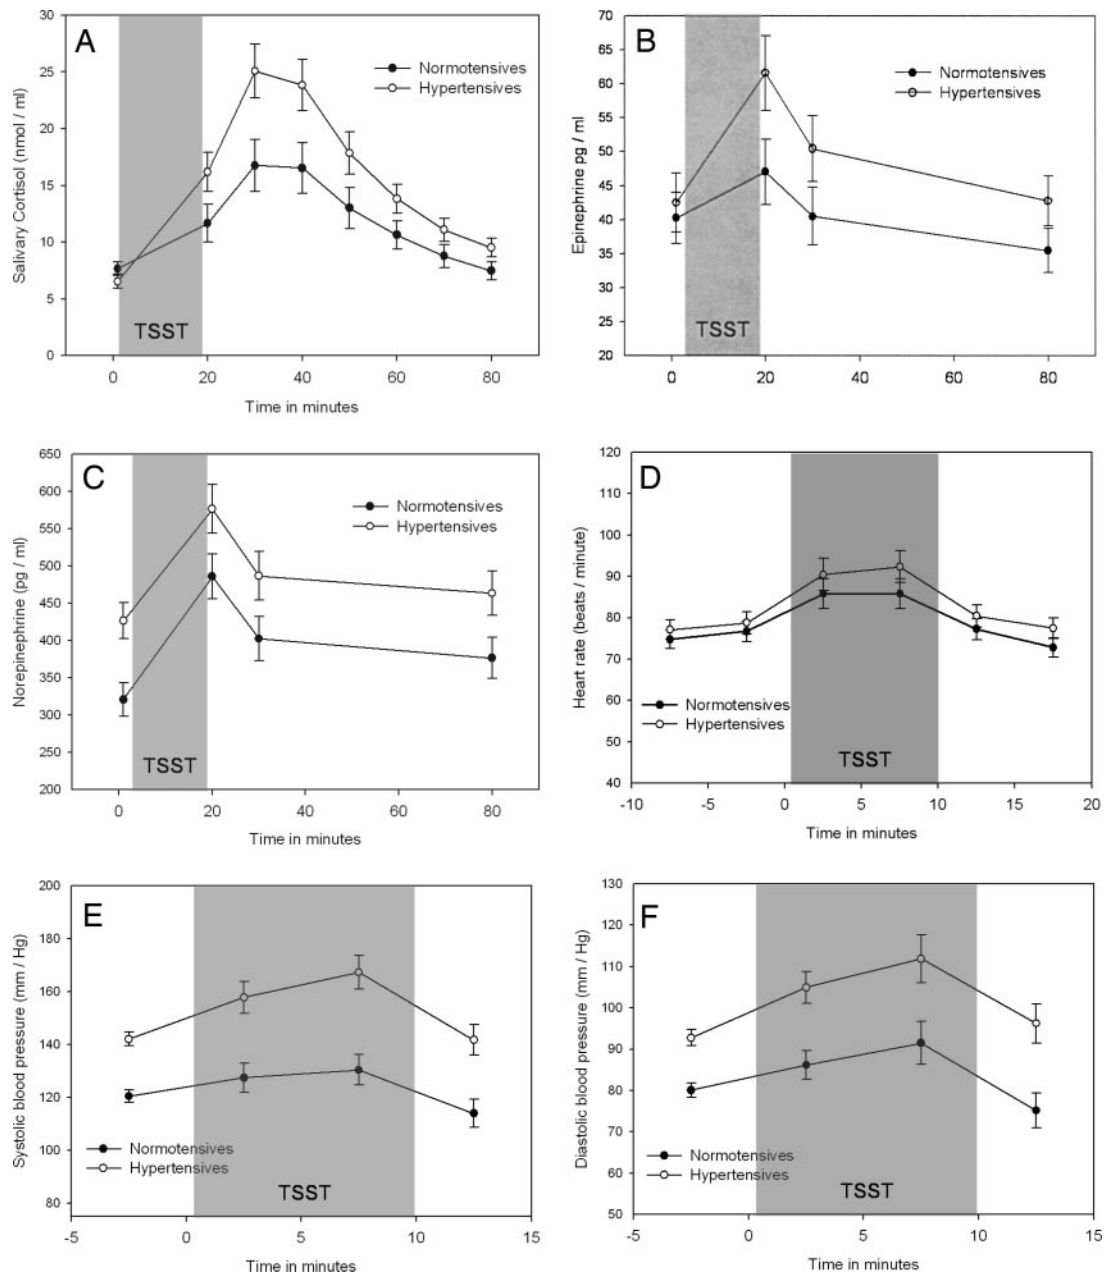 A
Salivary Cortisol (nmol / ml)
30
25
20
15
10
5
0
Normotensives
Hypertensives
TSST
0 20 40 60 80
Time in minutes
B
Epinephrine pg / ml
70
65
60
55
50
45
40
35
30
25
20
Normotensives
Hypertensives
TSST
0 20 40 60 80
C
Norepinephrine (pg / ml)
650
600
550
500
450
400
350
300
250
200
Normotensives
Hypertensives
TSST
0 20 40 60 80
Time in minutes
D
Heart rate (beats / minute)
120
110
100
90
80
70
60
50
40
Normotensives
Hypertensives
TSST
-10 -5 0 5 10 15 20
Time in minutes
E
Systolic blood pressure (mm / Hg)
200
180
160
140
120
100
80
Normotensives
Hypertensives
TSST
-5 0 5 10 15
Time in minutes
F
Diastolic blood pressure (mm / Hg)
130
120
110
100
90
80
70
60
50
Normotensives
Hypertensives
TSST
-5 0 5 10 15
Time in minutes